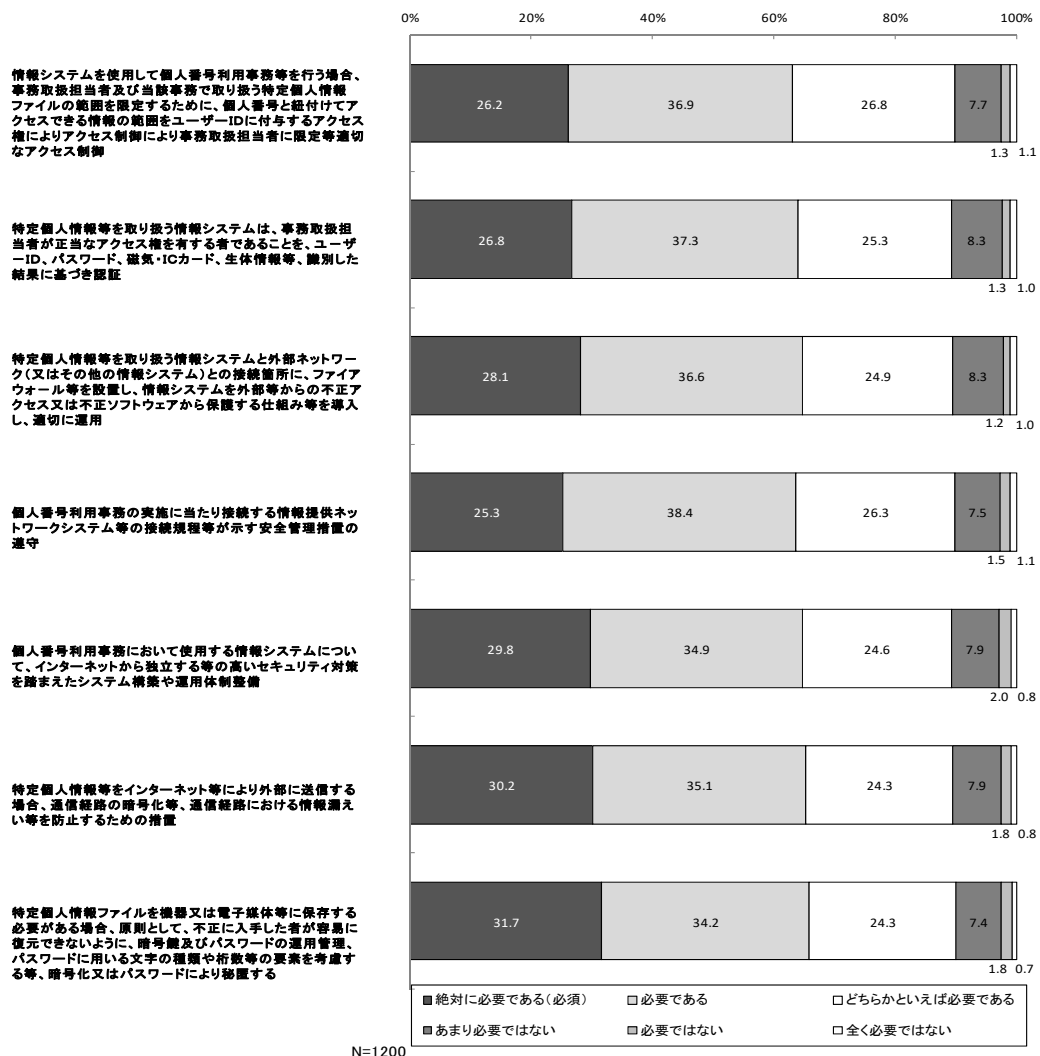 0% 20% 40% 60% 80% 100%
情報システムを使用して個人番号利用事務等を行う場合、
事務取扱担当者及び当該事務で取り扱う特定個人情報
ファイルの範囲を限定するために、個人番号と紐付けてア
クセスできる情報の範囲をユーザーIDに付与するアクセス
権によりアクセス制御により事務取扱担当者に限定等適切
なアクセス制御
26.2 36.9 26.8 7.7
1.3 1.1
特定個人情報等を取り扱う情報システムは、事務取扱担
当者が正当なアクセス権を有する者であることを、ユーザ
ーID、パスワード、磁気・ICカード、生体情報等、識別した
結果に基づき認証
26.8 37.3 25.3 8.3
1.3 1.0
特定個人情報等を取り扱う情報システムと外部ネットワー
ク(又はその他の情報システム)との接続箇所に、ファイア
ウォール等を設置し、情報システムを外部等からの不正ア
クセス又は不正ソフトウェアから保護する仕組み等を導入
し、適切に運用
28.1 36.6 24.9 8.3
1.2 1.0
個人番号利用事務の実施に当たり接続する情報提供ネッ
トワークシステム等の接続規程等が示す安全管理措置の
遵守
25.3 38.4 26.3 7.5
1.5 1.1
個人番号利用事務において使用する情報システムについ
て、インターネットから独立する等の高いセキュリティ対策
を踏まえたシステム構築や運用体制整備
29.8 34.9 24.6 7.9
2.0 0.8
特定個人情報等をインターネット等により外部に送信する
場合、通信経路の暗号化等、通信経路における情報漏え
い等を防止するための措置
30.2 35.1 24.3 7.9
1.8 0.8
特定個人情報ファイルを機器又は電子媒体等に保存する
必要がある場合、原則として、不正に入手した者が容易に
復元できないように、暗号鍵及びパスワードの運用管理、
パスワードに用いる文字の種類や桁数等の要素を考慮す
る等、暗号化又はパスワードにより秘匿する
31.7 34.2 24.3 7.4
1.8 0.7
絶対に必要である(必須) 必要である どちらかといえば必要である
あまり必要ではない 必要ではない 全く必要ではない
N=1200